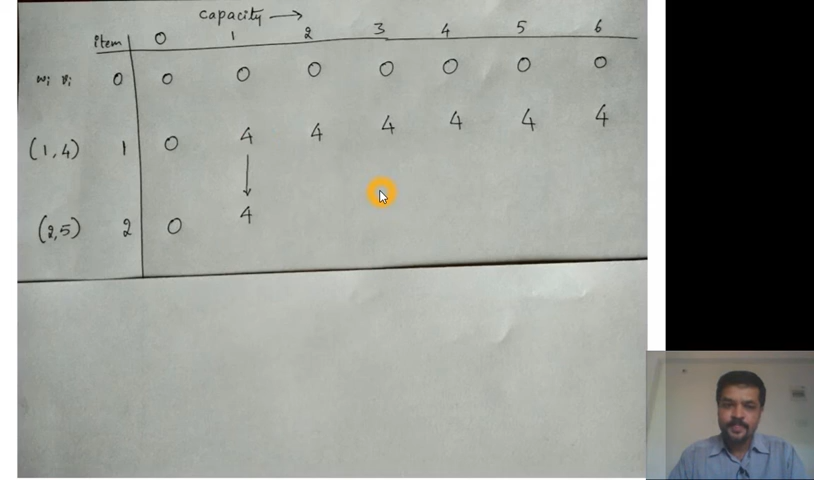 capacity →
item 0 1 2 3 4 5 6
wi vi 0 0 0 0 0 0 0 0
(1,4) 1 0 4 4 4 4 4 4
(2,5) 2 0 4